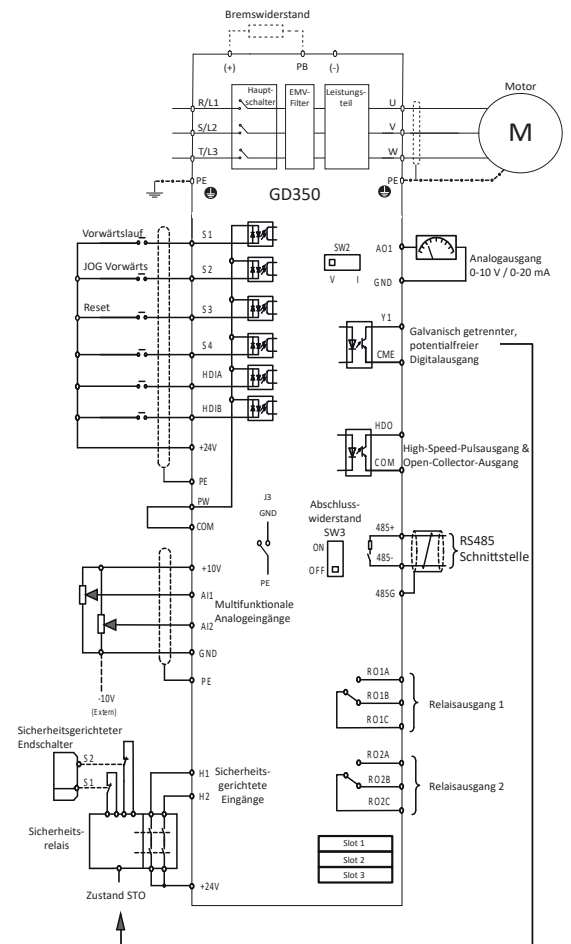 Bremswiderstand
(+)
PB
(-)
Haupt-
schalter
EMV-
Filter
Leistungs-
teil
Motor
R/L1
S/L2
T/L3
U
V
W
M
PE
PE
GD350
Vorwärtslauf
S1
JOG Vorwärts
S2
Reset
S3
S4
HDIA
HDIB
+24V
PE
PW
COM
SW2
V I
AO1
GND
Analogausgang
0-10 V / 0-20 mA
Y1
CME
Galvanisch getrennter,
potentialfreier
Digitalausgang
HDO
COM
High-Speed-Pulsausgang &
Open-Collector-Ausgang
J3
GND
PE
Abschluss-
widerstand
SW3
ON
OFF
485+
485-
485G
RS485
Schnittstelle
+10V
AI1
AI2
GND
PE
Multifunktionale
Analogeingänge
-10V
(Extern)
RO1A
RO1B
RO1C
Relaisausgang 1
RO2A
RO2B
RO2C
Relaisausgang 2
Sicherheitsgerichteter
Endschalter
S2
S1
H1
H2
Sicherheits-
gerichtete
Eingänge
Sicherheits-
relais
+24V
Zustand STO
Slot 1
Slot 2
Slot 3